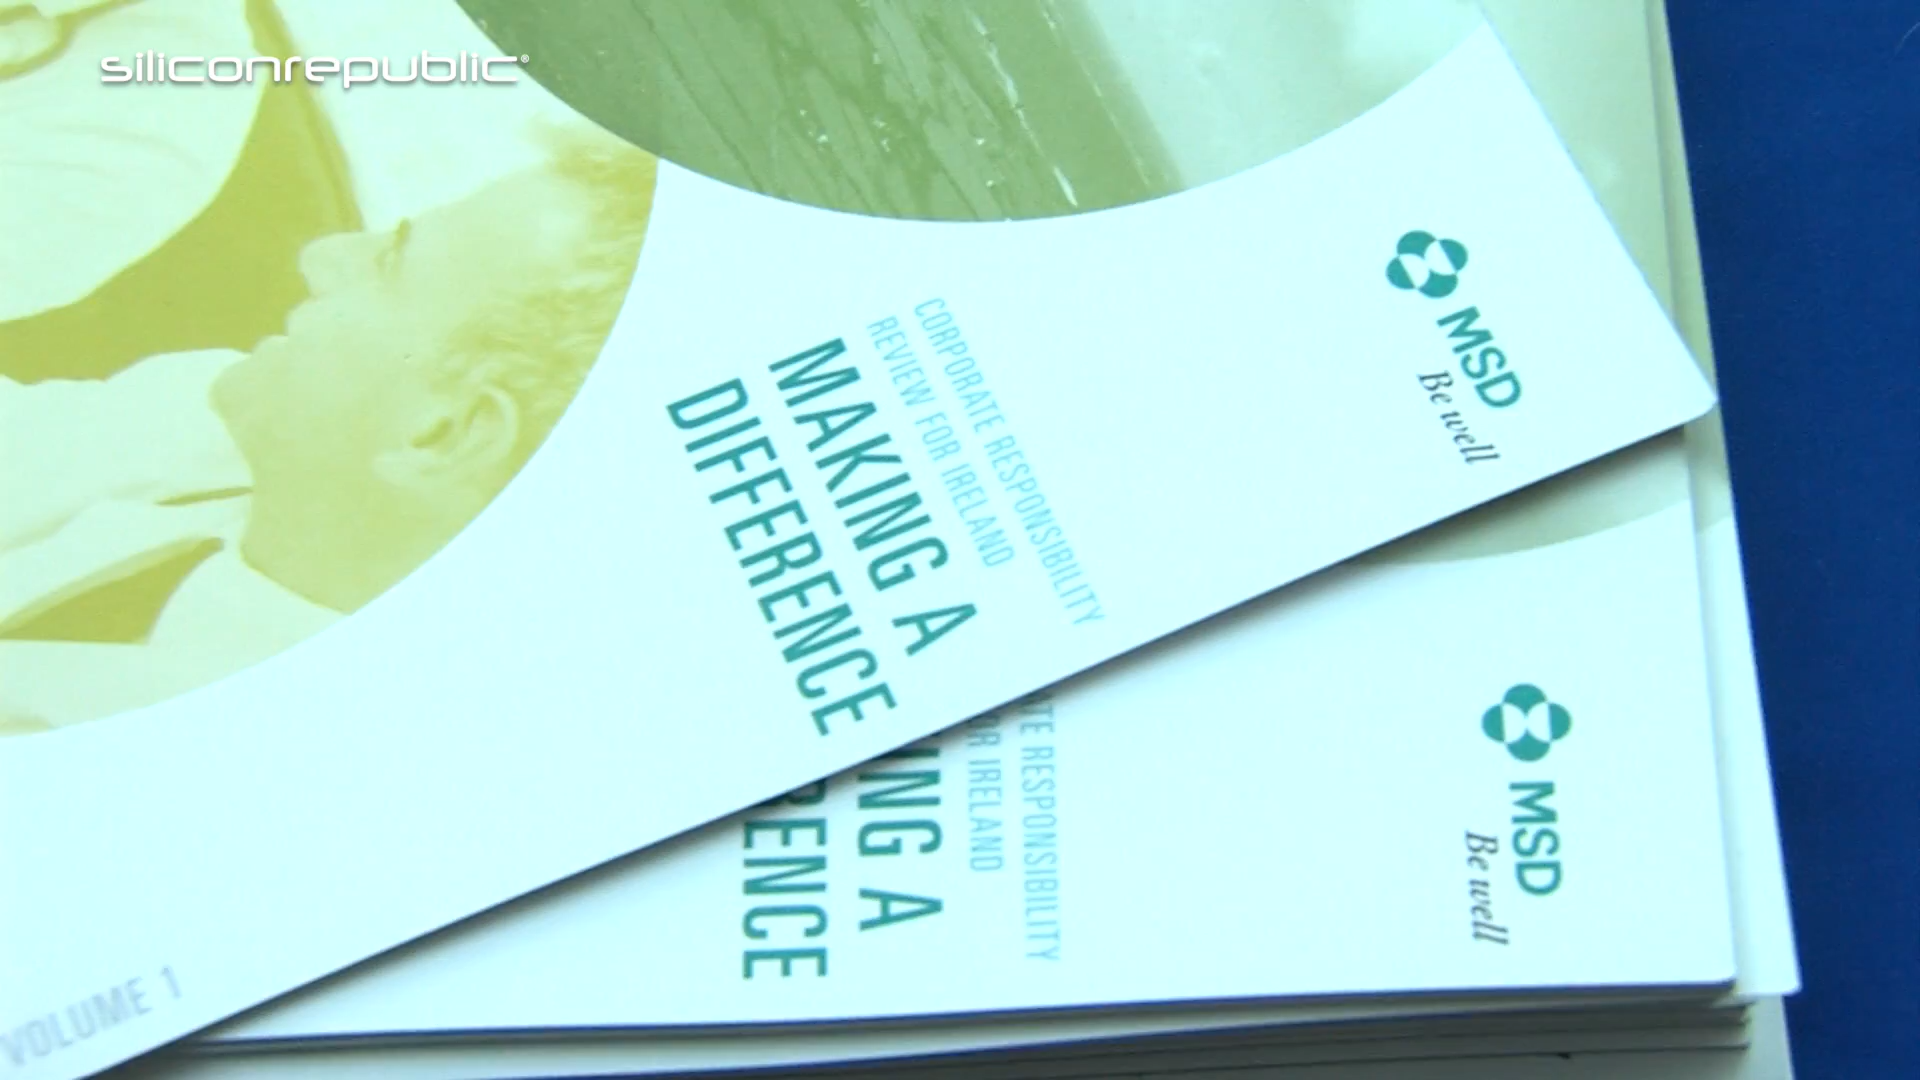 siliconrepublic®
MSD
Be well
CORPORATE RESPONSIBILITY
REVIEW FOR IRELAND
MAKING A
DIFFERENCE
VOLUME 1
MSD
Be well
TE RESPONSIBILITY
R IRELAND
NG A
ENCE